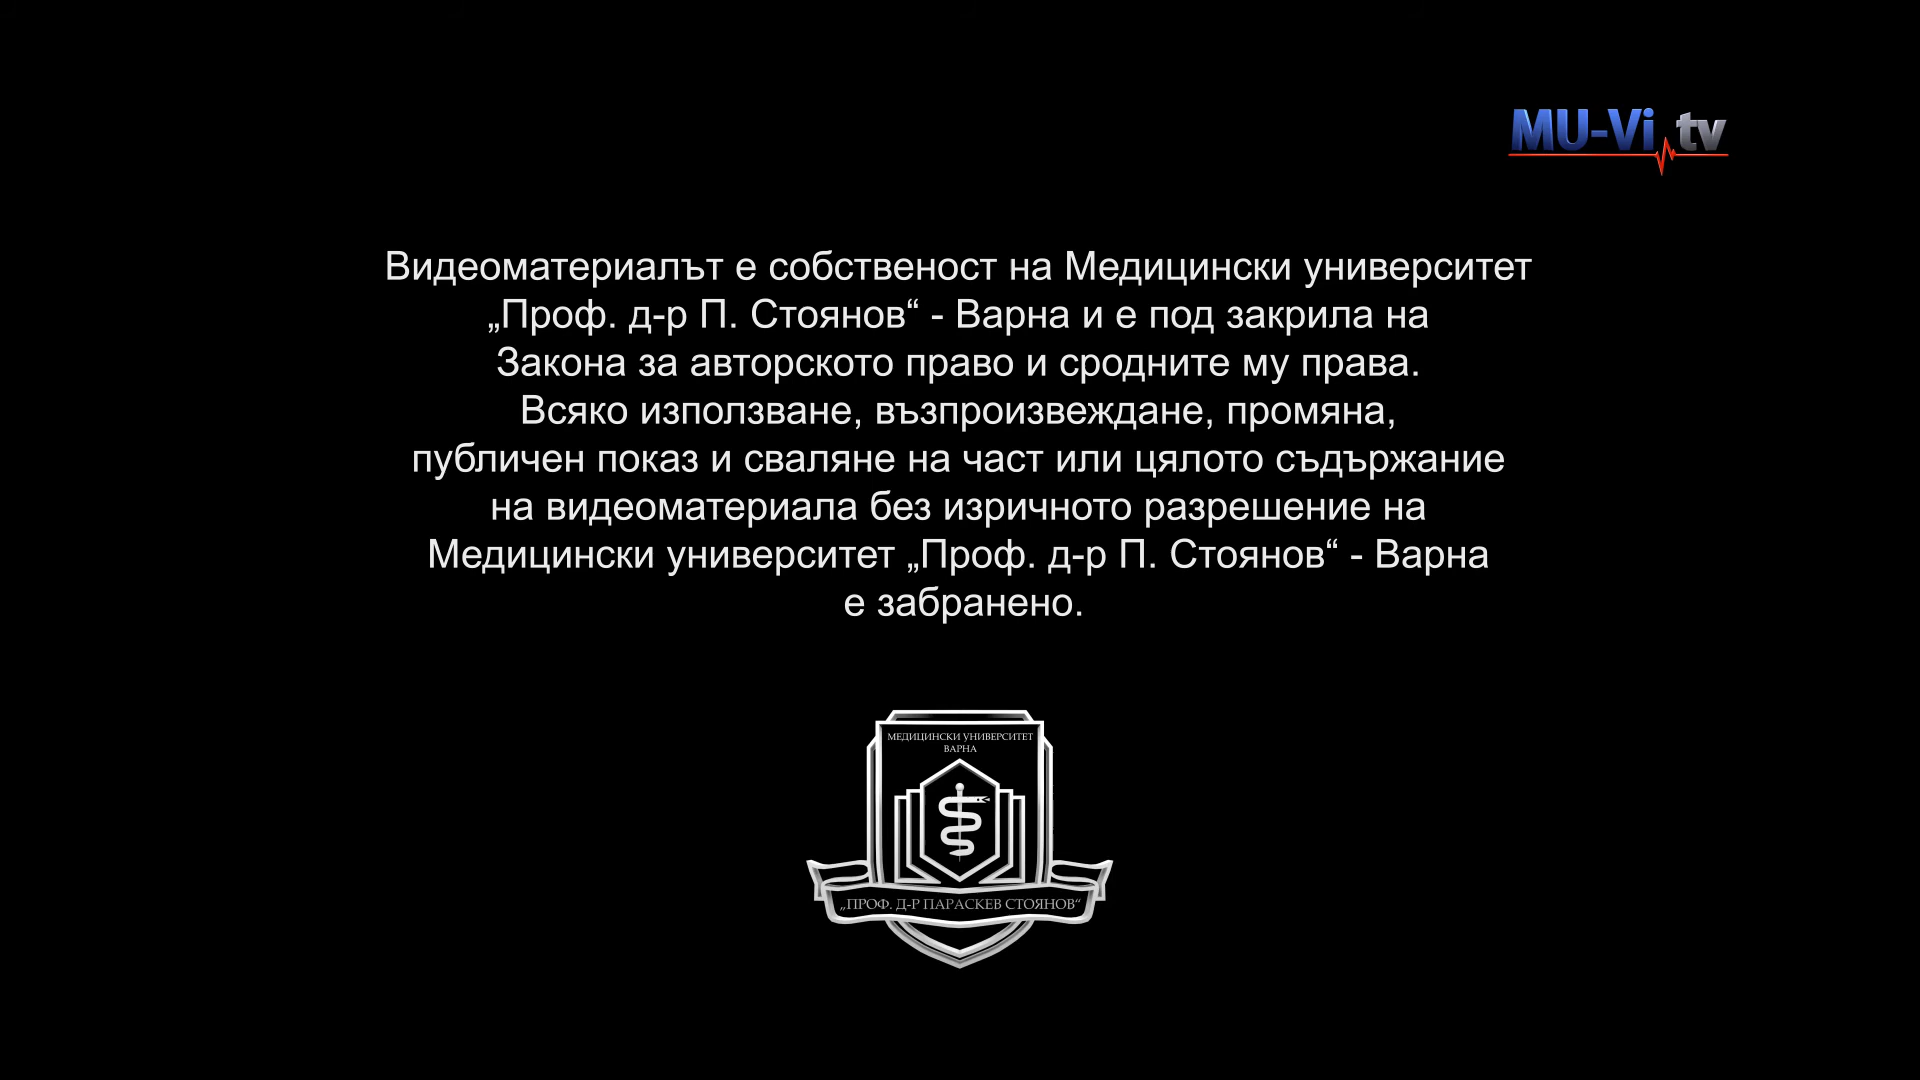 MU-Vi.tv
Видеоматериалът е собственост на Медицински университет
„Проф. д-р П. Стоянов“ - Варна и е под закрила на
Закона за авторското право и сродните му права.
Всяко използване, възпроизвеждане, промяна,
публичен показ и сваляне на част или цялото съдържание
на видеоматериала без изричното разрешение на
Медицински университет „Проф. д-р П. Стоянов“ - Варна
е забранено.
МЕДИЦИНСКИ УНИВЕРСИТЕТ
ВАРНА
„ПРОФ. Д-Р ПАРАСКЕВ СТОЯНОВ“